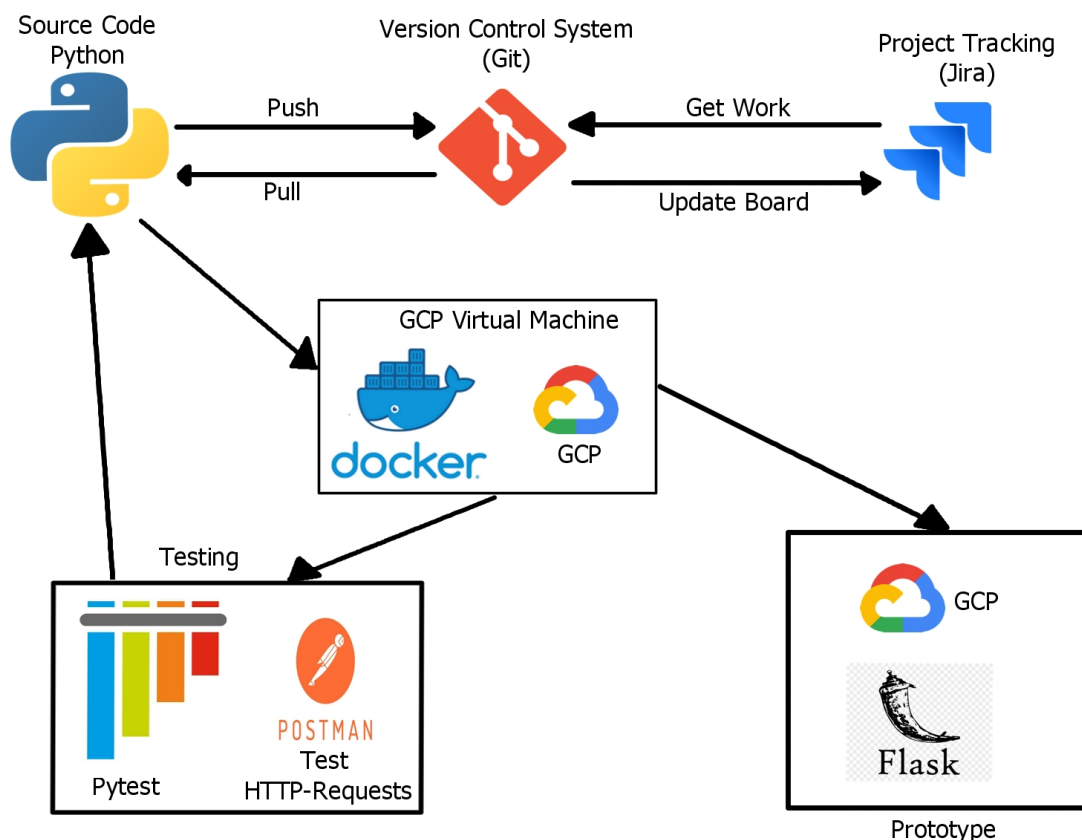 Source Code
Python
Version Control System
(Git)
Project Tracking
(Jira)
Push
Get Work
Pull
Update Board
GCP Virtual Machine
docker
GCP
Testing
GCP
POSTMAN
Test
HTTP-Requests
Pytest
Flask
Prototype